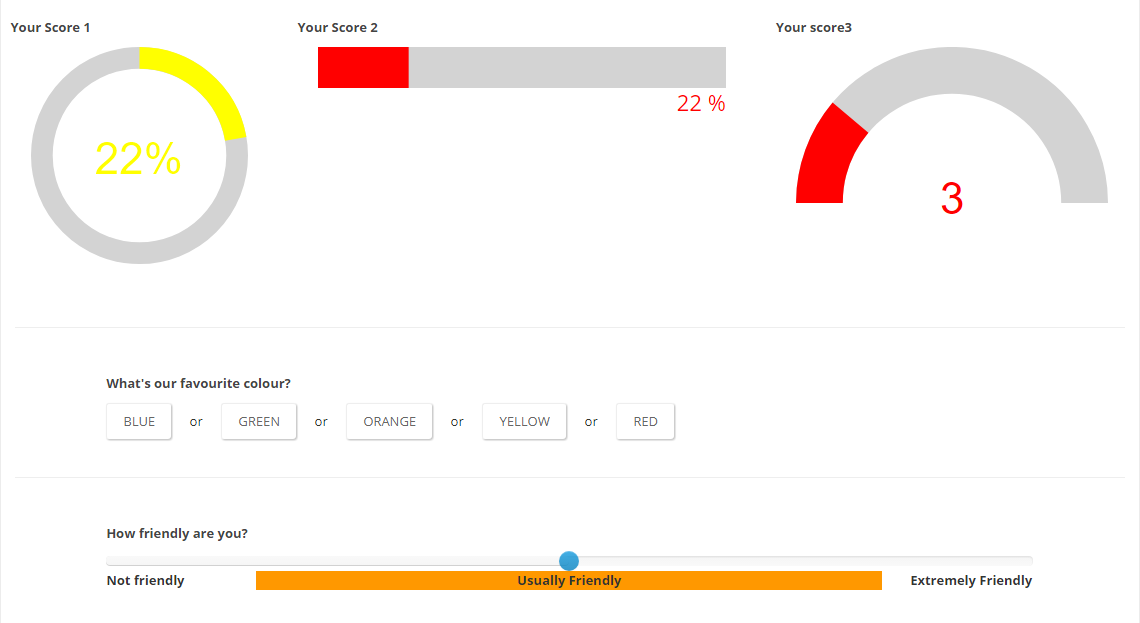 Your Score 1
Your Score 2
Your score3
22%
22 %
3
What's our favourite colour?
BLUE or GREEN or ORANGE or YELLOW or RED
How friendly are you?
Not friendly Usually Friendly Extremely Friendly